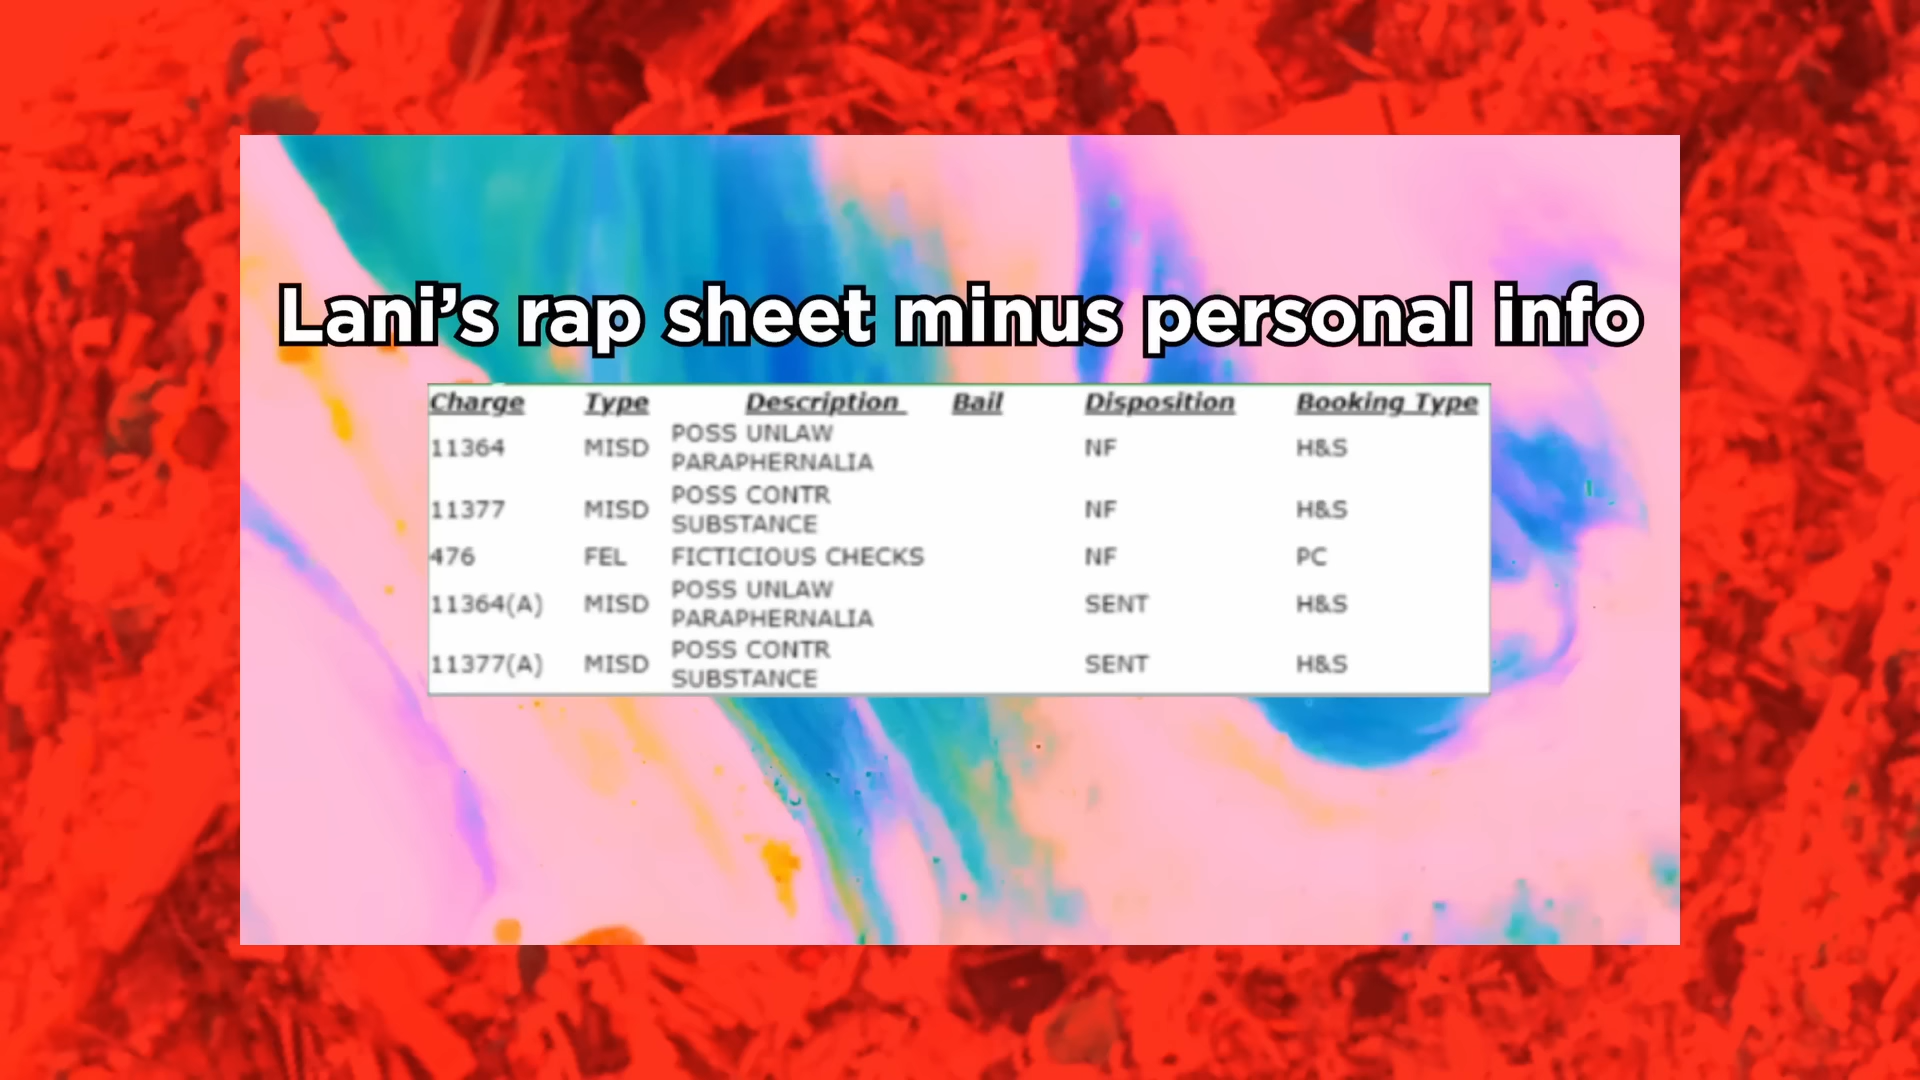 Lani’s rap sheet minus personal info
Charge Type Description Bail Disposition Booking Type
11364 MISD POSS UNLAW PARAPHERNALIA NF H&S
11377 MISD POSS CONTR SUBSTANCE NF H&S
476 FEL FICTICIOUS CHECKS NF PC
11364(A) MISD POSS UNLAW PARAPHERNALIA SENT H&S
11377(A) MISD POSS CONTR SUBSTANCE SENT H&S